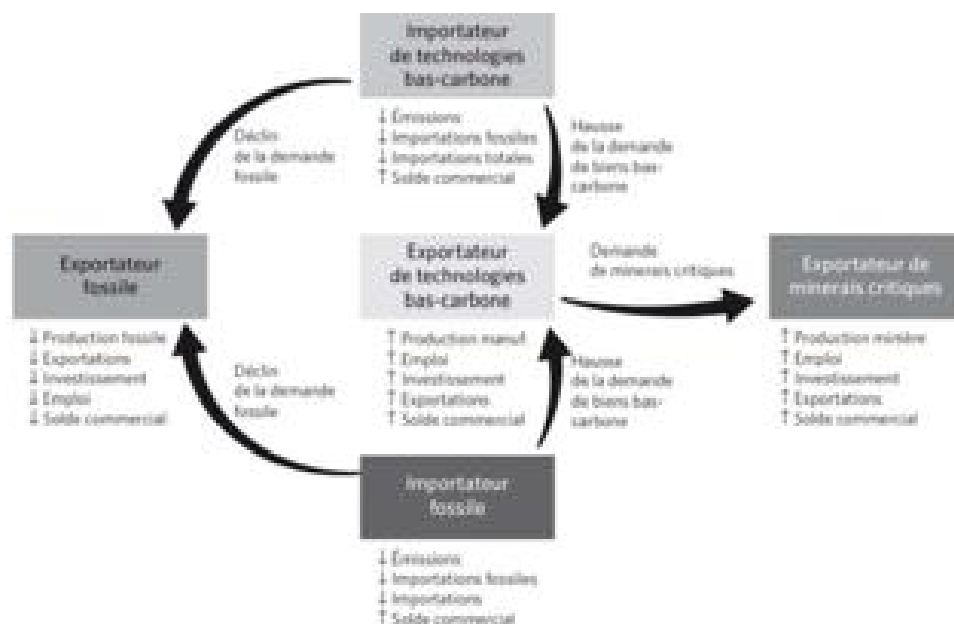 Importateur
de technologies
bas-carbone
↓ Émissions
↓ Importations fossiles
↓ Importations totales
↑ Solde commercial
Déclin
de la demande
fossile
Hausse
de la demande
de biens bas-
carbone
Exportateur
fossile
↓ Production fossile
↓ Exportations
↓ Investissement
↓ Emploi
↓ Solde commercial
Exportateur
de technologies
bas-carbone
↑ Production manuf
↑ Emploi
↑ Investissement
↑ Exportations
↑ Solde commercial
Demande
de minerais critiques
Exportateur de
minerais critiques
↑ Production minière
↑ Emploi
↑ Investissement
↑ Exportations
↑ Solde commercial
Déclin
de la demande
fossile
Hausse
de la demande
de biens bas-
carbone
Importateur
fossile
↓ Émissions
↓ Importations fossiles
↓ Importations
↑ Solde commercial